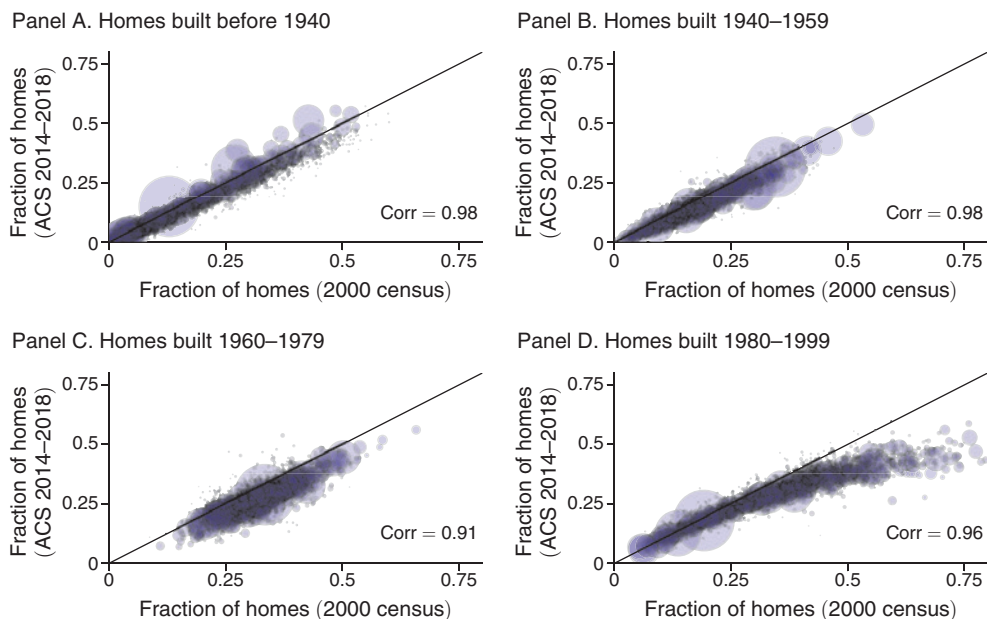 Panel A. Homes built before 1940
Fraction of homes
(ACS 2014–2018)
0.75
0.5
0.25
0
Corr = 0.98
0
0.25
0.5
0.75
Fraction of homes (2000 census)
Panel B. Homes built 1940–1959
Fraction of homes
(ACS 2014–2018)
0.75
0.5
0.25
0
Corr = 0.98
0
0.25
0.5
0.75
Fraction of homes (2000 census)
Panel C. Homes built 1960–1979
Fraction of homes
(ACS 2014–2018)
0.75
0.5
0.25
0
Corr = 0.91
0
0.25
0.5
0.75
Fraction of homes (2000 census)
Panel D. Homes built 1980–1999
Fraction of homes
(ACS 2014–2018)
0.75
0.5
0.25
0
Corr = 0.96
0
0.25
0.5
0.75
Fraction of homes (2000 census)